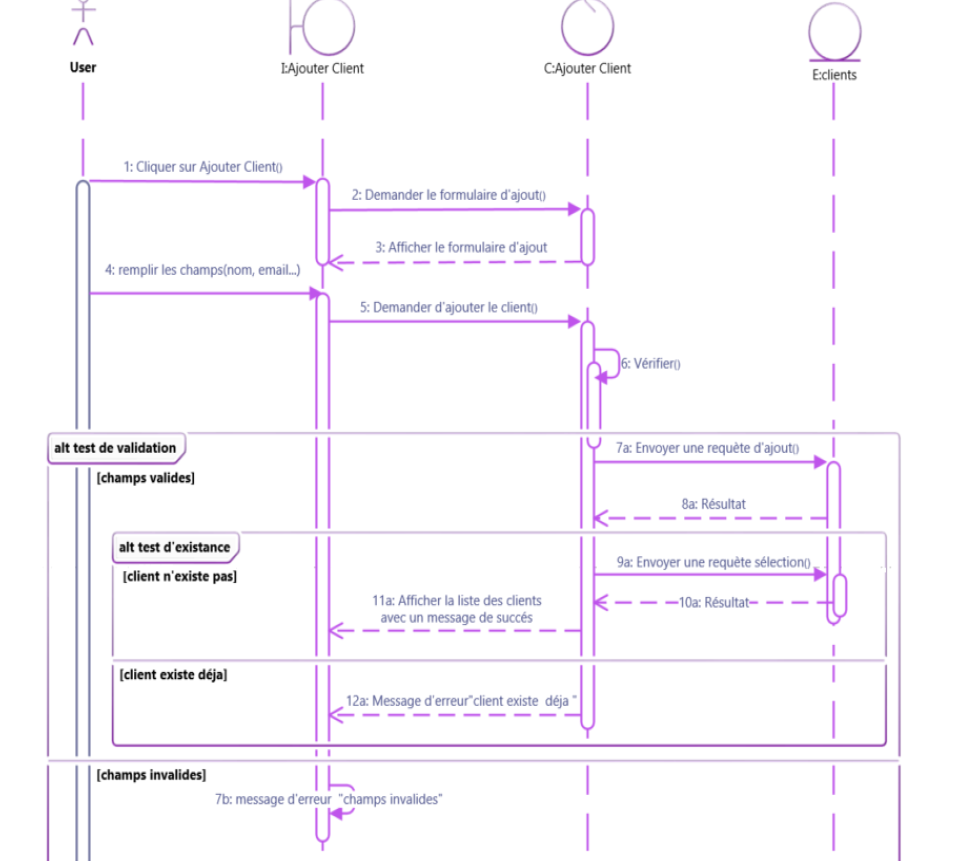 User
I:Ajouter Client
C:Ajouter Client
E:clients
1: Cliquer sur Ajouter Client()
2: Demander le formulaire d'ajout()
3: Afficher le formulaire d'ajout
4: remplir les champs(nom, email...)
5: Demander d'ajouter le client()
6: Vérifier()
alt test de validation
7a: Envoyer une requète d'ajout()
[champs valides]
8a: Résultat
alt test d'existance
9a: Envoyer une requète sélection()
[client n'existe pas]
10a: Résultat
11a: Afficher la liste des clients
avec un message de succés
[client existe déja]
12a: Message d'erreur"client existe  déja "
[champs invalides]
7b: message d'erreur  "champs invalides"